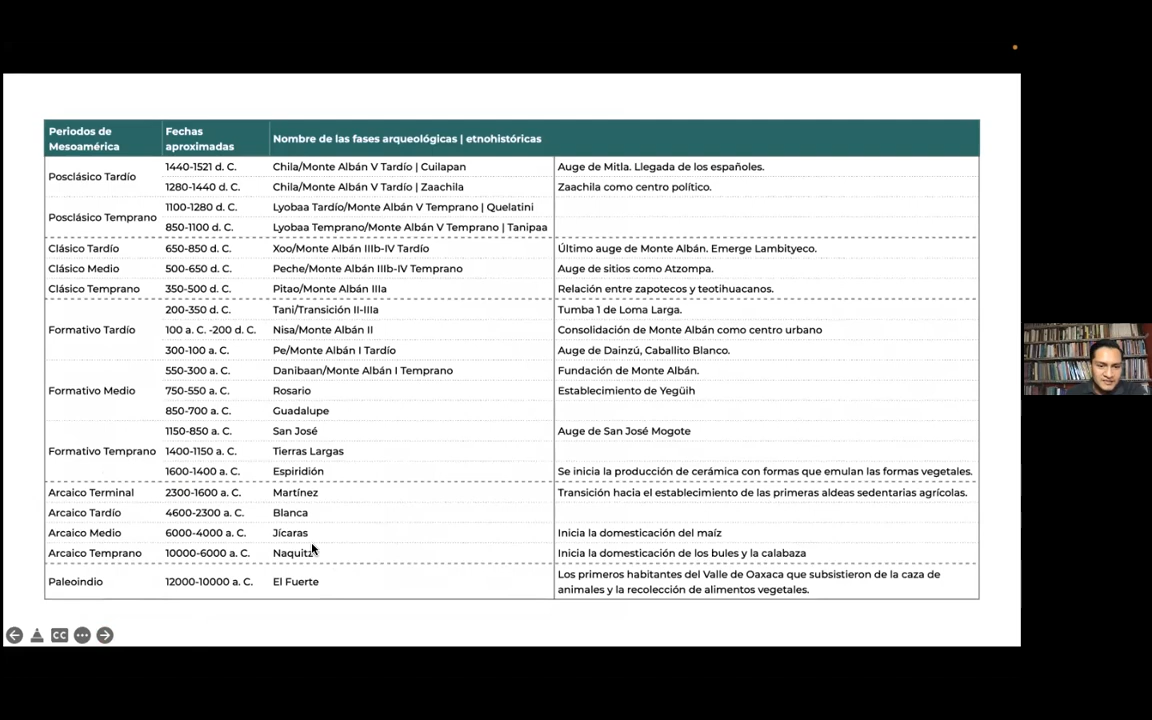 Periodos de Mesoamérica Fechas aproximadas Nombre de las fases arqueológicas | etnohistóricas
Posclásico Tardío 1440-1521 d. C. Chila/Monte Albán V Tardío | Cuilapan Auge de Mitla. Llegada de los españoles.
1280-1440 d. C. Chila/Monte Albán V Tardío | Zaachila Zaachila como centro político.
Posclásico Temprano 1100-1280 d. C. Lyobaa Tardío/Monte Albán V Temprano | Quelatini
850-1100 d. C. Lyobaa Temprano/Monte Albán V Temprano | Tanipaa
Clásico Tardío 650-850 d. C. Xoo/Monte Albán IIIb-IV Tardío Último auge de Monte Albán. Emerge Lambityeco.
Clásico Medio 500-650 d. C. Peche/Monte Albán IIIb-IV Temprano Auge de sitios como Atzompa.
Clásico Temprano 350-500 d. C. Pitao/Monte Albán IIIa Relación entre zapotecos y teotihuacanos.
Formativo Tardío 200-350 d. C. Tani/Transición II-IIIa Tumba 1 de Loma Larga.
100 a. C. -200 d. C. Nisa/Monte Albán II Consolidación de Monte Albán como centro urbano
300-100 a. C. Pe/Monte Albán I Tardío Auge de Dainzú, Caballito Blanco.
Formativo Medio 550-300 a. C. Danibaan/Monte Albán I Temprano Fundación de Monte Albán.
750-550 a. C. Rosario Establecimiento de Yegüih
850-700 a. C. Guadalupe
Formativo Temprano 1150-850 a. C. San José Auge de San José Mogote
1400-1150 a. C. Tierras Largas
1600-1400 a. C. Espiridión Se inicia la producción de cerámica con formas que emulan las formas vegetales.
Arcaico Terminal 2300-1600 a. C. Martínez Transición hacia el establecimiento de las primeras aldeas sedentarias agrícolas.
Arcaico Tardío 4600-2300 a. C. Blanca
Arcaico Medio 6000-4000 a. C. Jícaras Inicia la domesticación del maíz
Arcaico Temprano 10000-6000 a. C. Naquitz Inicia la domesticación de los bules y la calabaza
Paleoindio 12000-10000 a. C. El Fuerte Los primeros habitantes del Valle de Oaxaca que subsistieron de la caza de
animales y la recolección de alimentos vegetales.
CC